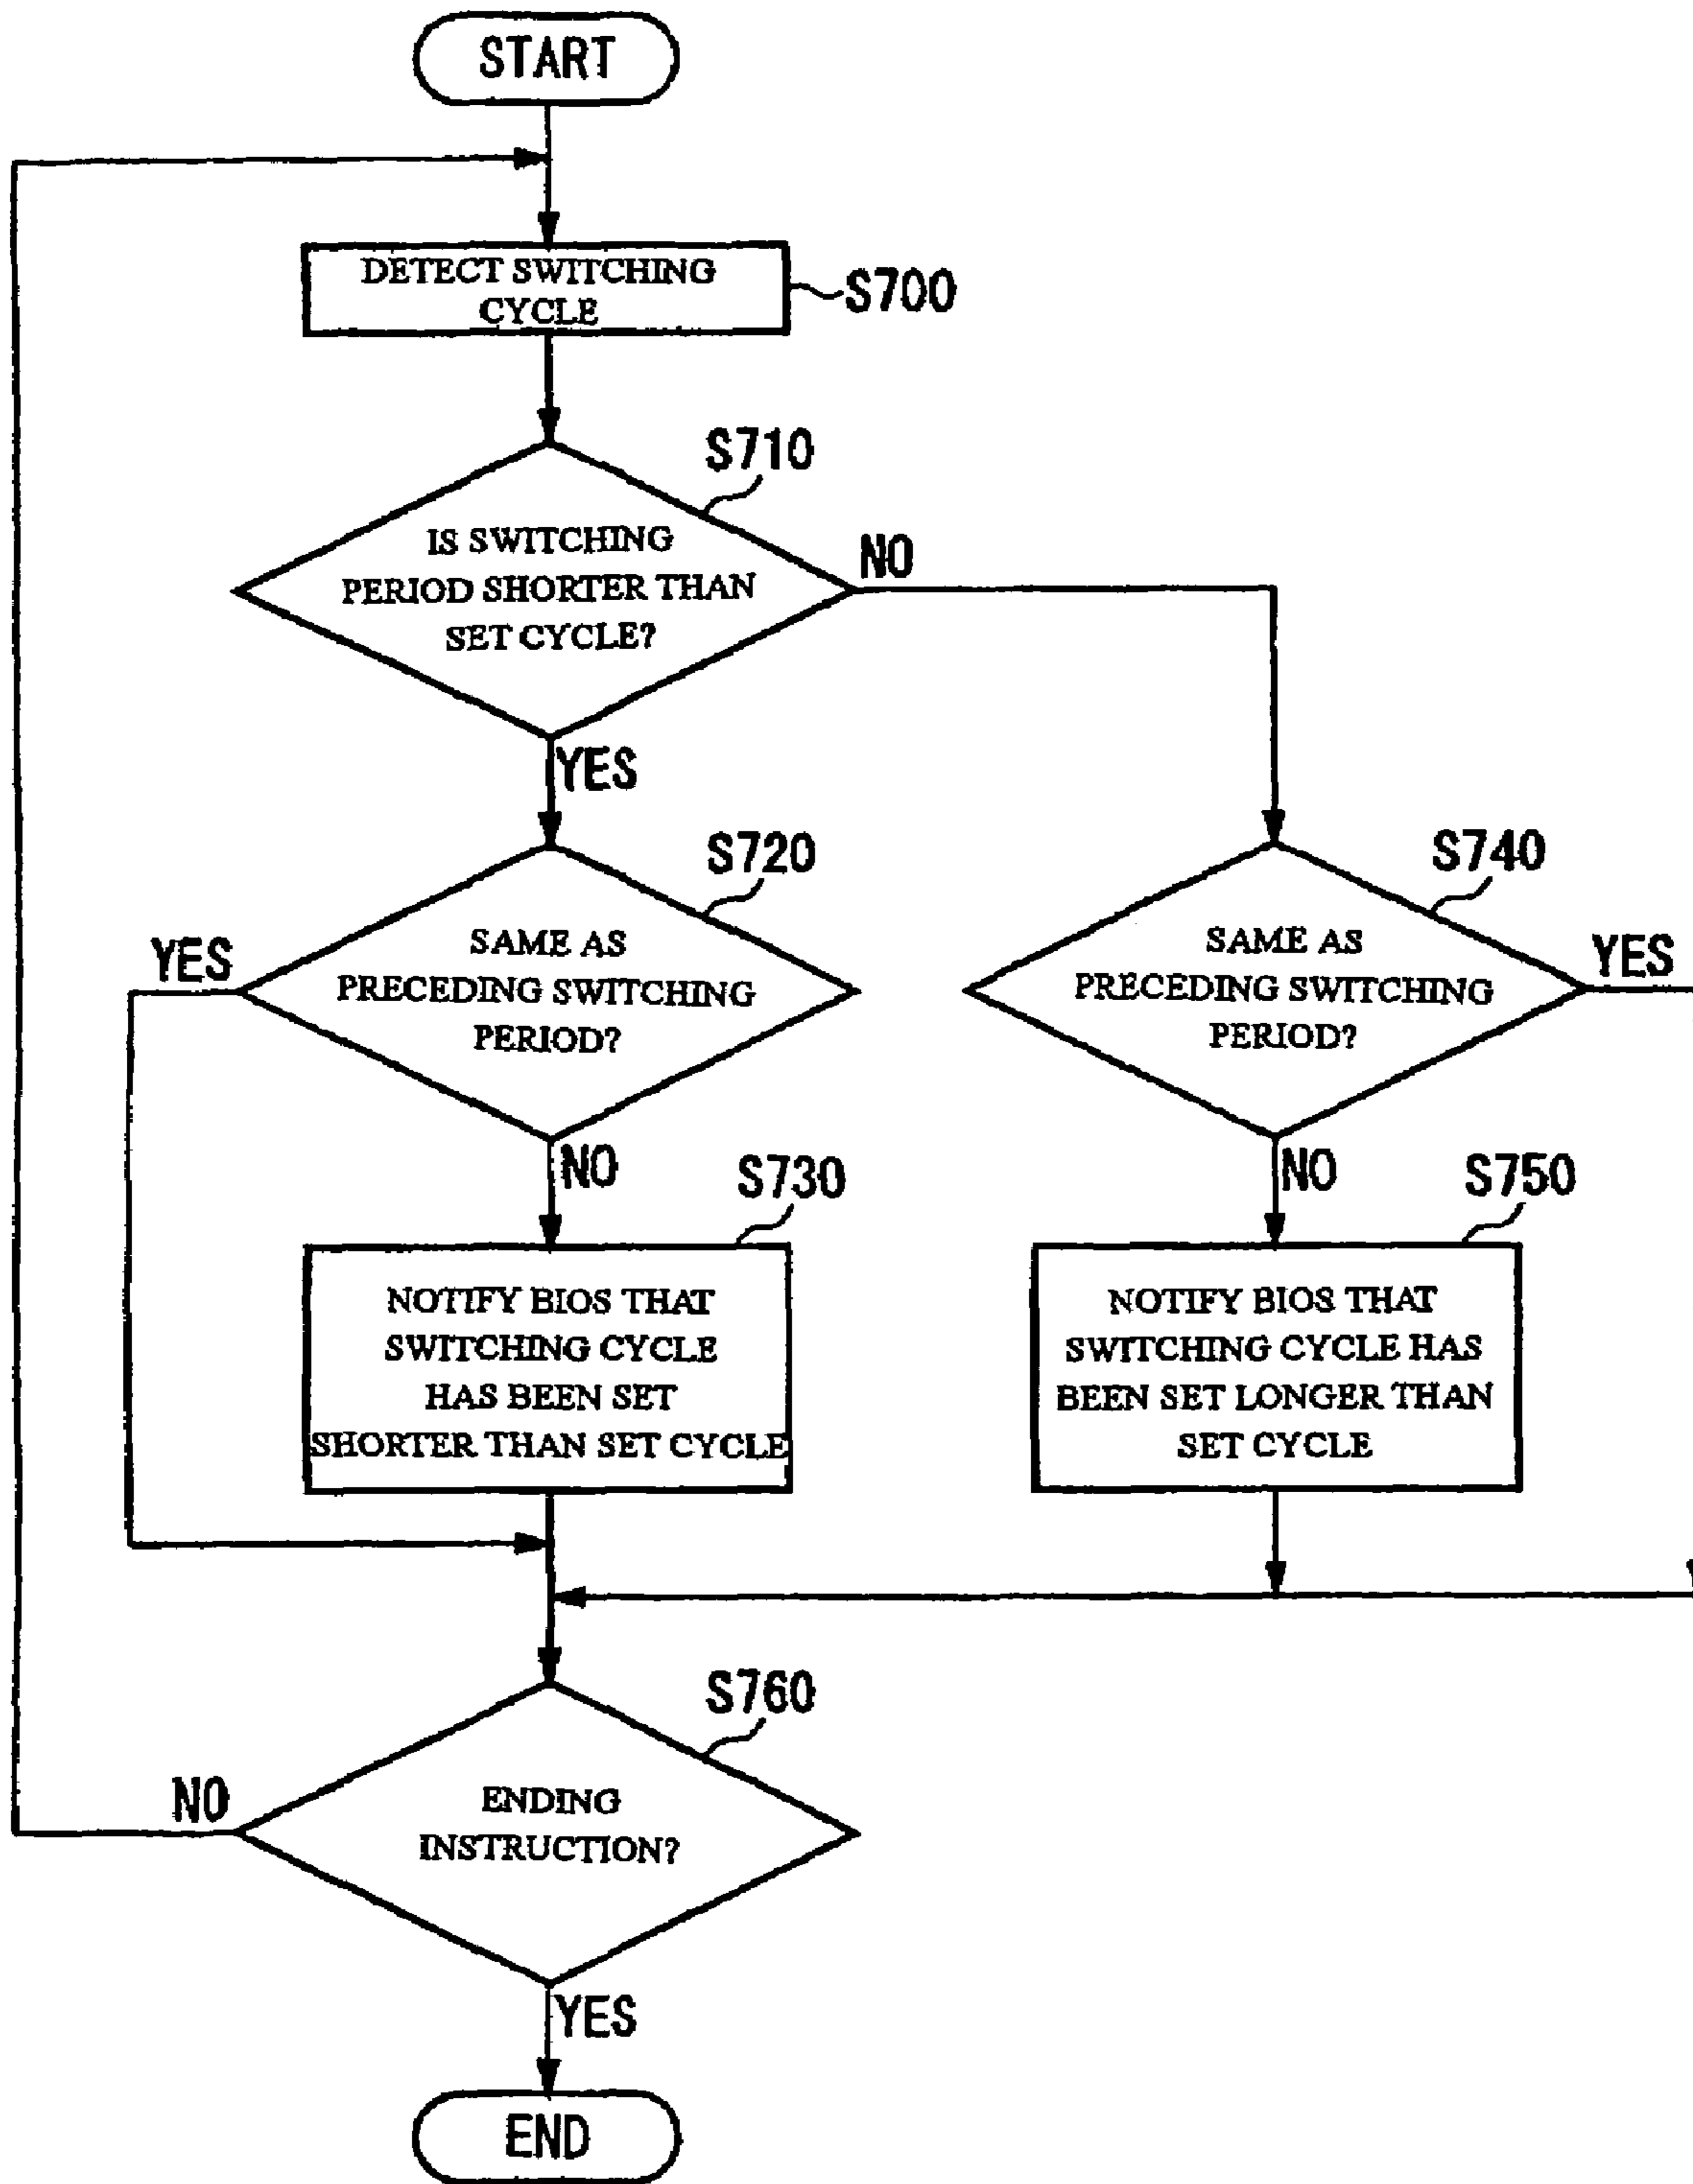 START
DETECT SWITCHING
CYCLE
S700
S710
IS SWITCHING
PERIOD SHORTER THAN
SET CYCLE?
NO
YES
S720
SAME AS
PRECEDING SWITCHING
PERIOD?
YES
NO
S740
SAME AS
PRECEDING SWITCHING
PERIOD?
YES
NO
S730
NOTIFY BIOS THAT
SWITCHING CYCLE
HAS BEEN SET
SHORTER THAN SET CYCLE
S750
NOTIFY BIOS THAT
SWITCHING CYCLE HAS
BEEN SET LONGER THAN
SET CYCLE
S760
ENDING
INSTRUCTION?
NO
YES
END